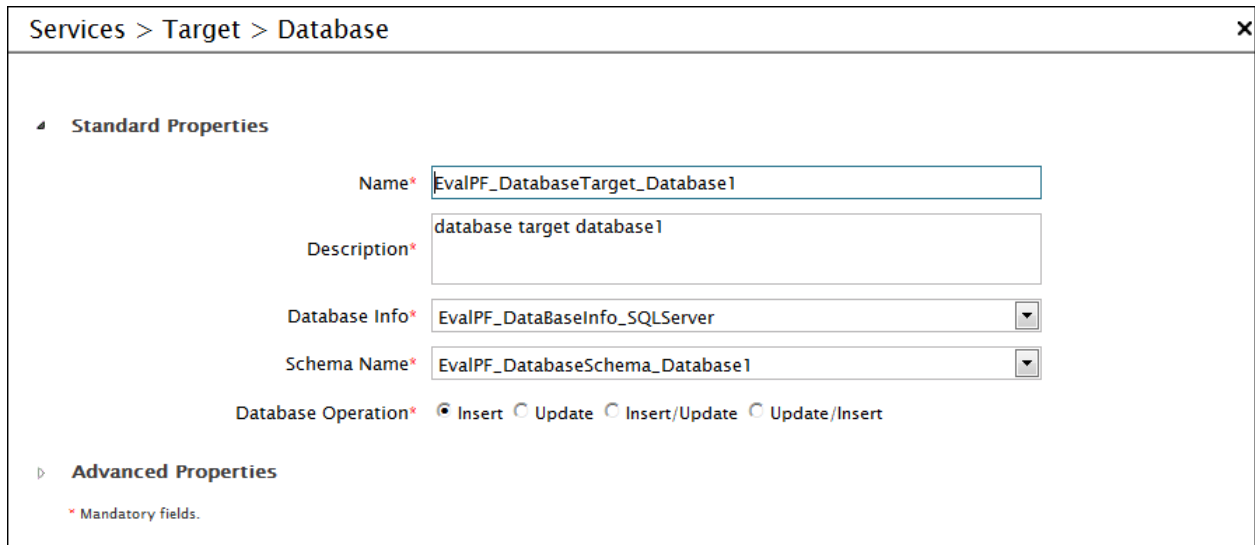 Services > Target > Database
Standard Properties
Name* EvalPF_DatabaseTarget_Database1
Description* database target database1
Database Info* EvalPF_DataBaseInfo_SQLServer
Schema Name* EvalPF_DatabaseSchema_Database1
Database Operation* Insert Update Insert/Update Update/Insert
Advanced Properties
* Mandatory fields.